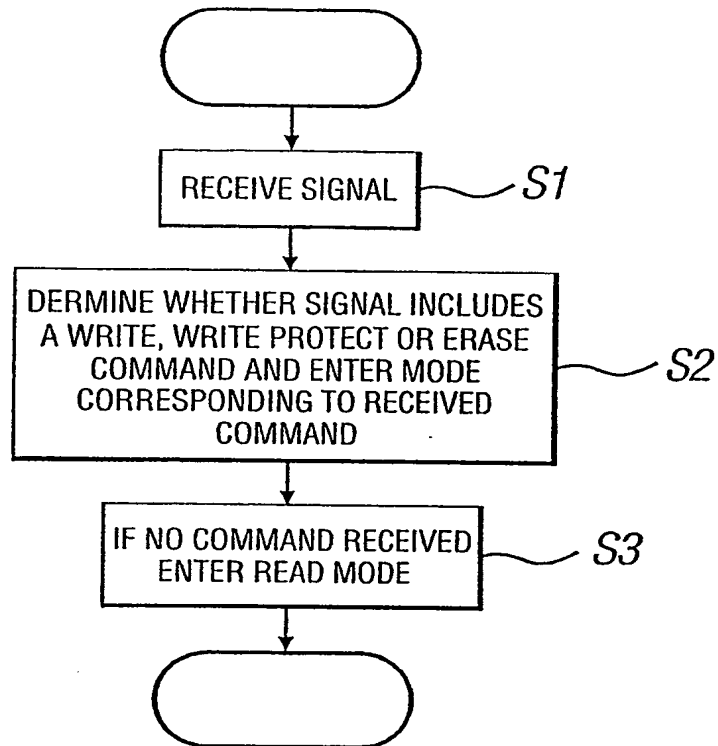 RECEIVE SIGNAL
S1
DERMINE WHETHER SIGNAL INCLUDES
A WRITE, WRITE PROTECT OR ERASE
COMMAND AND ENTER MODE
CORRESPONDING TO RECEIVED
COMMAND
S2
IF NO COMMAND RECEIVED
ENTER READ MODE
S3